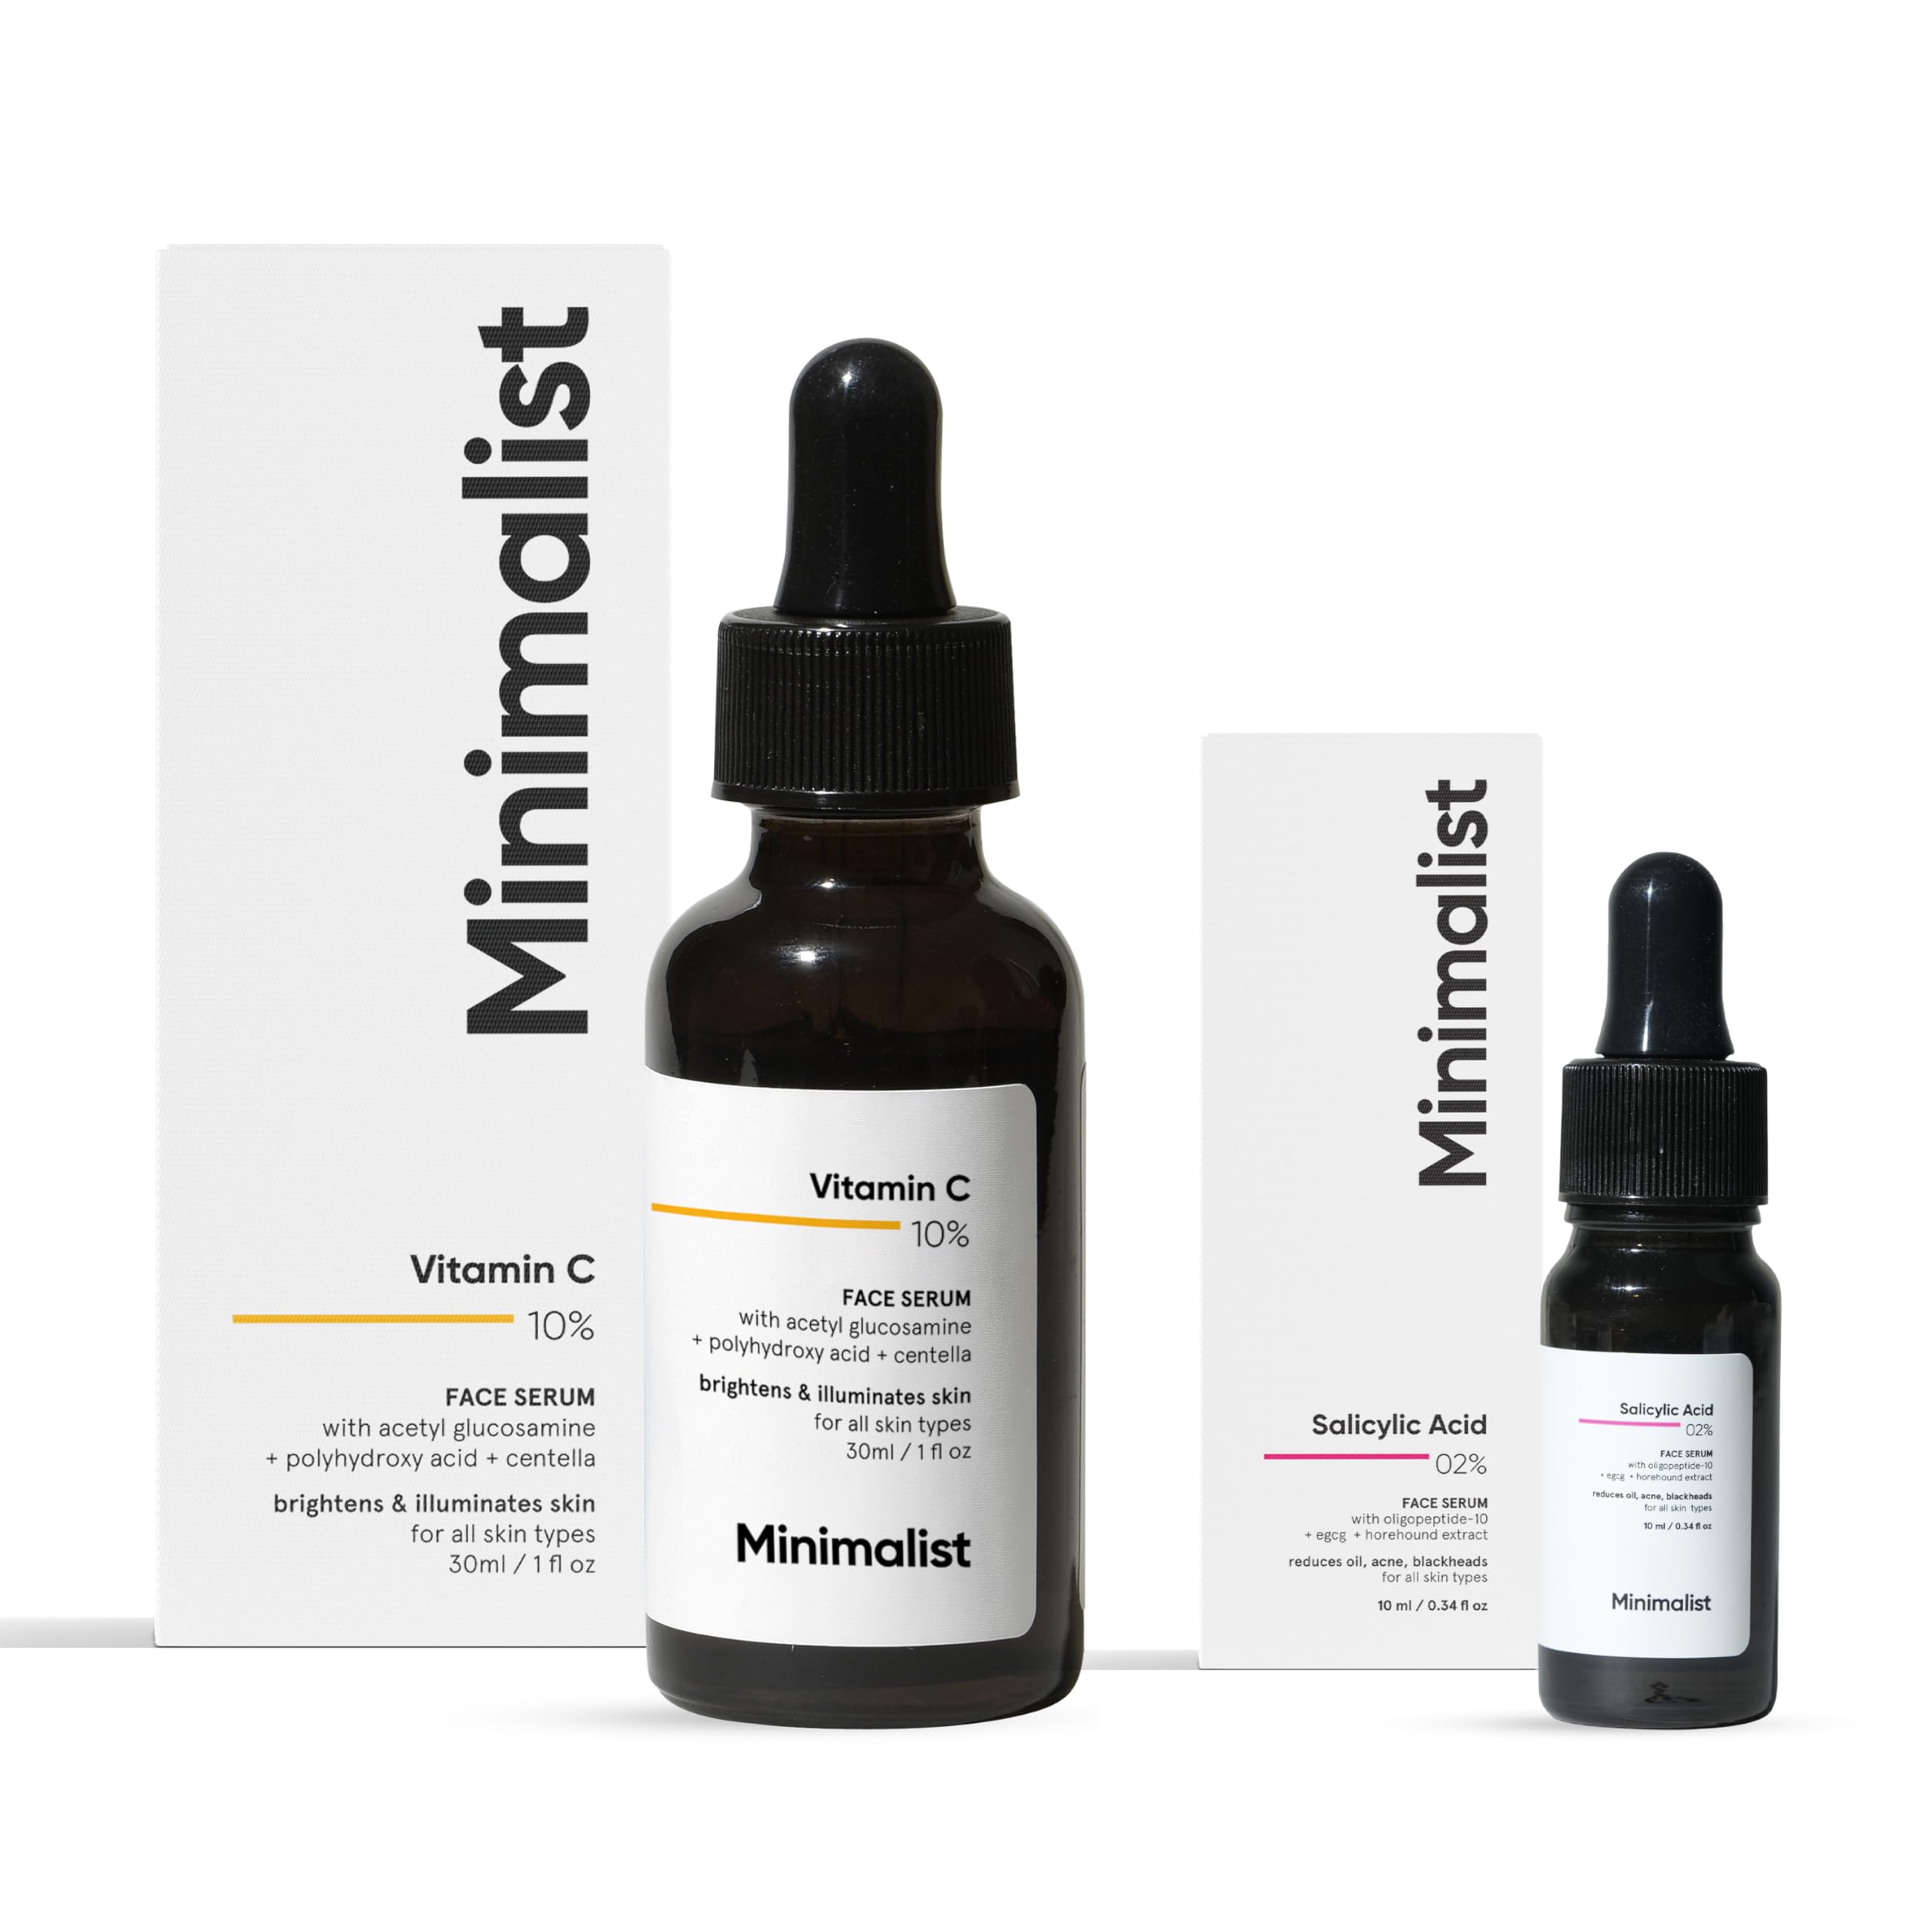 Minimalist
Vitamin C
10%
FACE SERUM
with acetyl glucosamine
+ polyhydroxy acid + centella
brightens & illuminates skin
for all skin types
30ml / 1 fl oz
Vitamin C
10%
FACE SERUM
with acetyl glucosamine
+ polyhydroxy acid + centella
brightens & illuminates skin
for all skin types
30ml / 1 fl oz
Minimalist
Minimalist
Salicylic Acid
02%
FACE SERUM
with oligopeptide-10
+ egcg + horehound extract
reduces oil, acne, blackheads
for all skin types
10 ml / 0.34 fl oz
Salicylic Acid
02%
FACE SERUM
with oligopeptide-10
+ egcg + horehound extract
reduces oil, acne, blackheads
for all skin types
10 ml / 0.34 fl oz
Minimalist